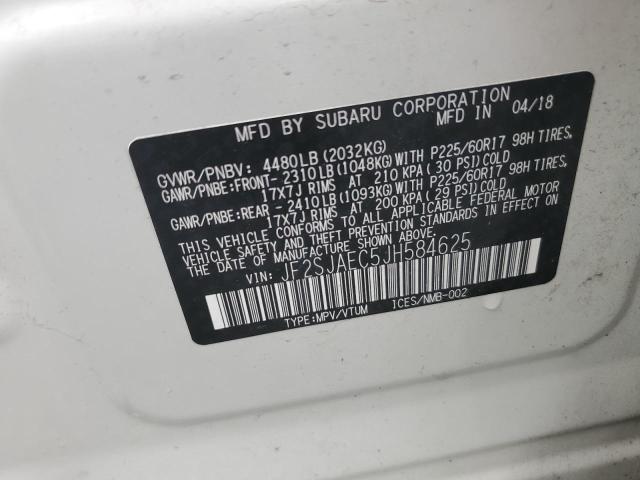 MFD BY SUBARU CORPORATION
MFD IN 04/18
GVWR/PNBV: 4480LB (2032KG)
GAWR/PNBE:FRONT-2310LB(1048KG)WITH P225/60R17 98H TIRES,
17X7J RIMS AT 210 KPA (30 PSI) COLD
GAWR/PNBE:REAR -2410LB(1093KG)WITH P225/60R17 98H TIRES,
17X7J RIMS AT 200 KPA (29 PSI)COLD
THIS VEHICLE CONFORMS TO ALL APPLICABLE FEDERAL MOTOR
VEHICLE SAFETY AND THEFT PREVENTION STANDARDS IN EFFECT ON
THE DATE OF MANUFACTURE SHOWN ABOVE.
VIN: JF2SJAEC5JH584625
TYPE:MPV/VTUM ICES/NMB-002